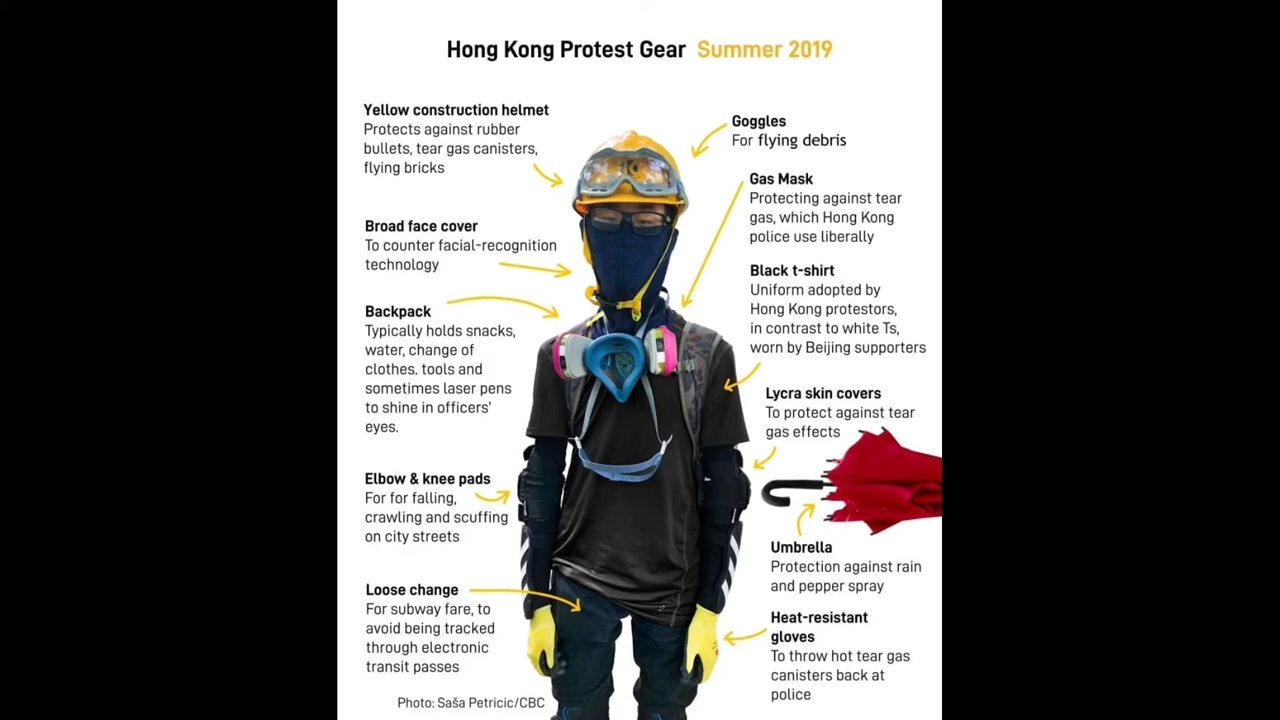 Hong Kong Protest Gear Summer 2019
Yellow construction helmet
Protects against rubber
bullets, tear gas canisters,
flying bricks
Broad face cover
To counter facial-recognition
technology
Backpack
Typically holds snacks,
water, change of
clothes. tools and
sometimes laser pens
to shine in officers'
eyes.
Elbow & knee pads
For for falling,
crawling and scuffing
on city streets
Loose change
For subway fare, to
avoid being tracked
through electronic
transit passes
Photo: Saša Petricic/CBC
Goggles
For flying debris
Gas Mask
Protecting against tear
gas, which Hong Kong
police use liberally
Black t-shirt
Uniform adopted by
Hong Kong protestors,
in contrast to white Ts,
worn by Beijing supporters
Lycra skin covers
To protect against tear
gas effects
Umbrella
Protection against rain
and pepper spray
Heat-resistant
gloves
To throw hot tear gas
canisters back at
police